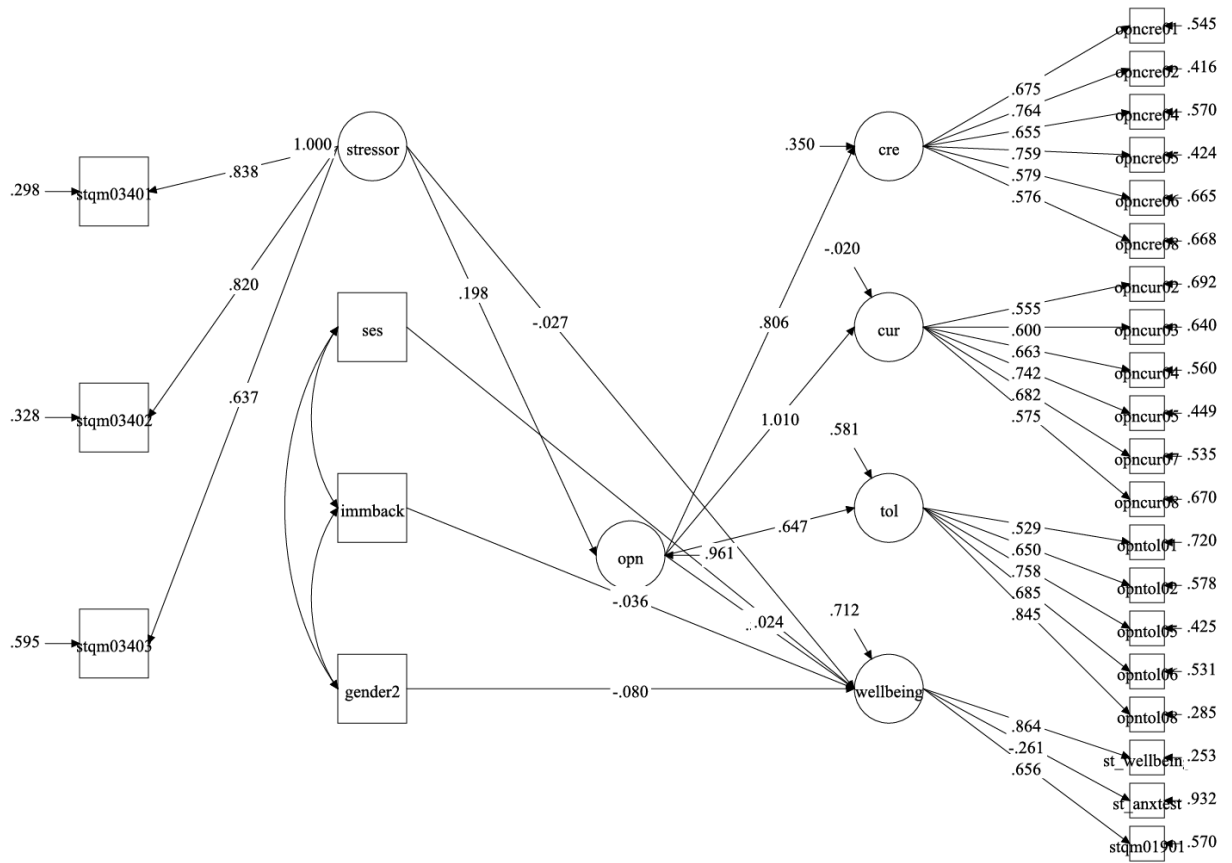 .545
opncre01
.416
opncre02
.675
.764
.570
opncre04
.655
1.000
stressor
.350
cre
.759
.424
opncre05
.579
.838
.576
.665
opncre06
.298
stqm03401
.668
opncre08
-.020
.692
opncur02
.820
.198
.555
-.027
.806
.600
.640
opncur03
ses
cur
.663
.742
.560
opncur04
.682
.637
.575
.449
opncur05
.328
stqm03402
1.010
.581
.535
opncur07
.670
opncur08
immback
tol
.529
.647
.720
opntol01
.650
opn
.961
.758
.578
opntol02
.685
-.036
.712
.845
.024
.425
opntol05
.595
stqm03403
.531
opntol06
gender2
-.080
wellbeing
.285
opntol08
.864
-.261
.253
.656
.932
st_anxtest
.570
stqm01901